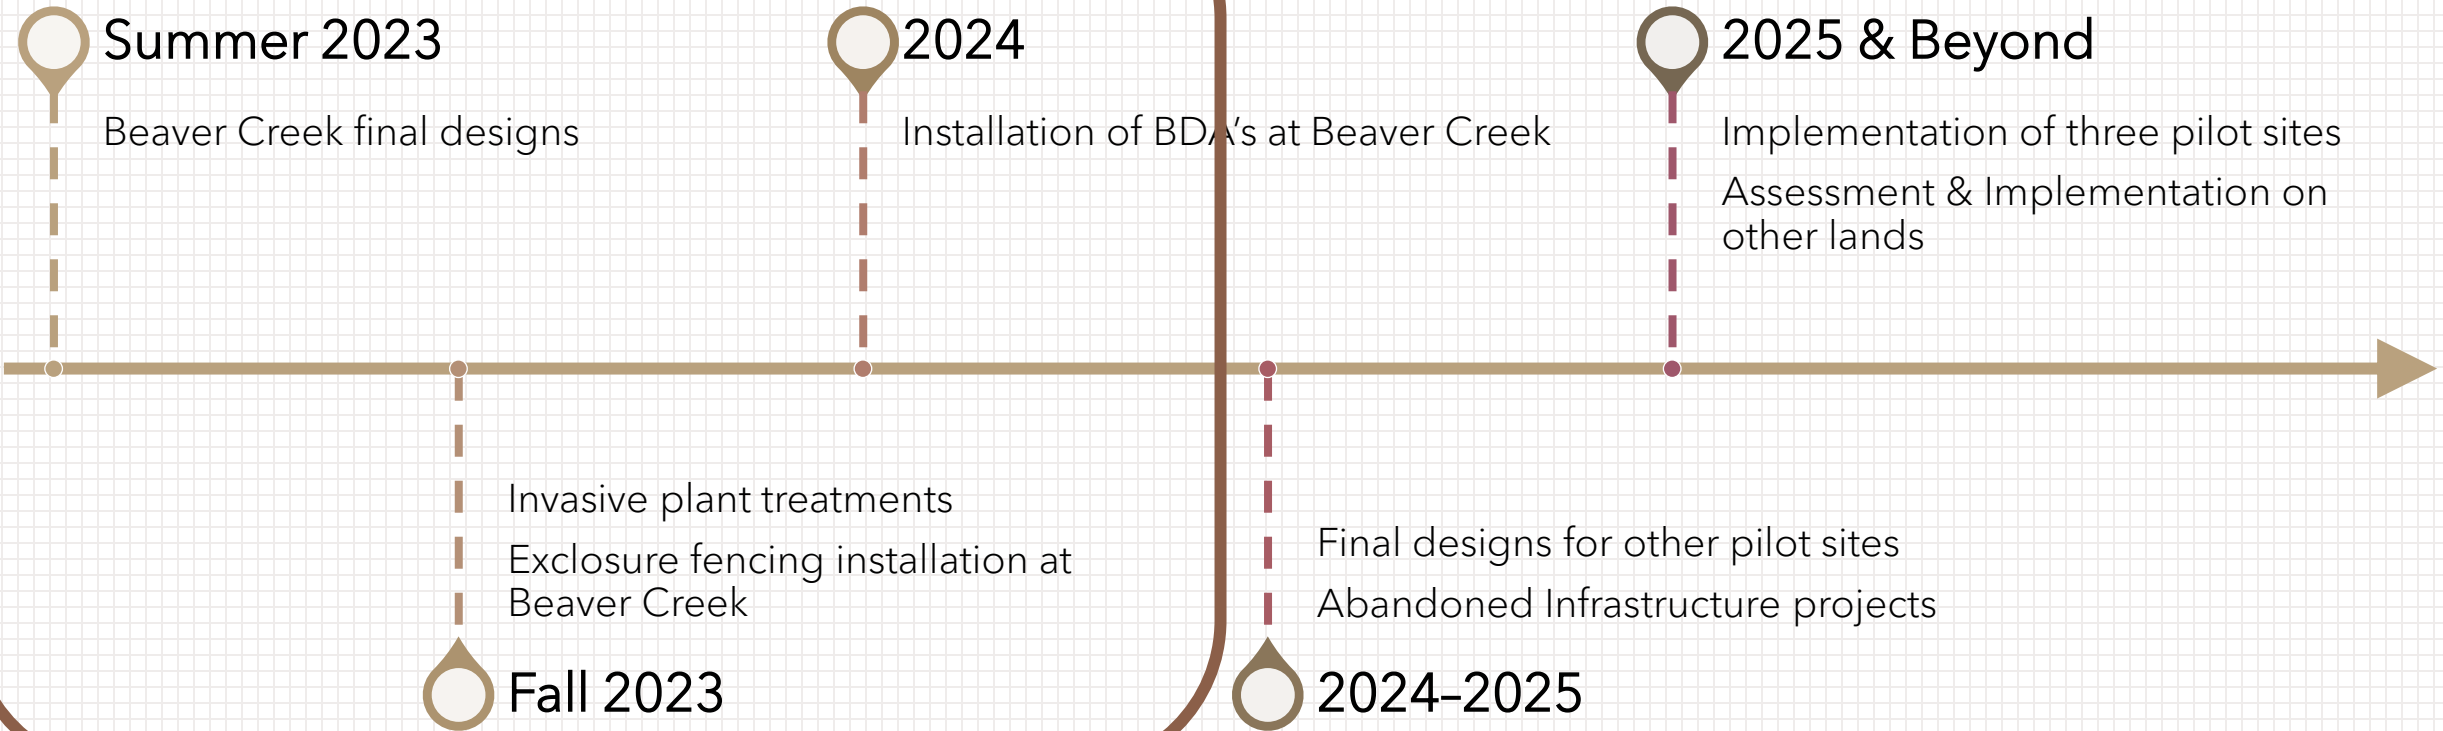 Summer 2023
Beaver Creek final designs
2024
Installation of BDA's at Beaver Creek
2025 & Beyond
Implementation of three pilot sites
Assessment & Implementation on
other lands
Invasive plant treatments
Exclosure fencing installation at
Beaver Creek
Fall 2023
Final designs for other pilot sites
Abandoned Infrastructure projects
2024–2025